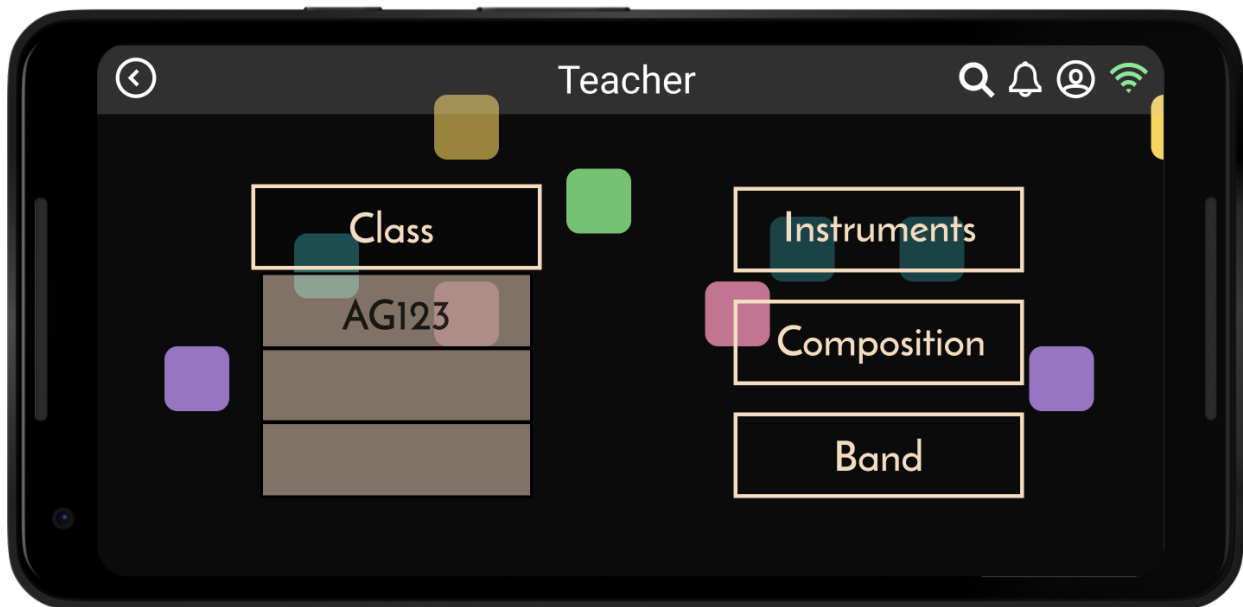 Teacher
Class
AG123
Instruments
Composition
Band